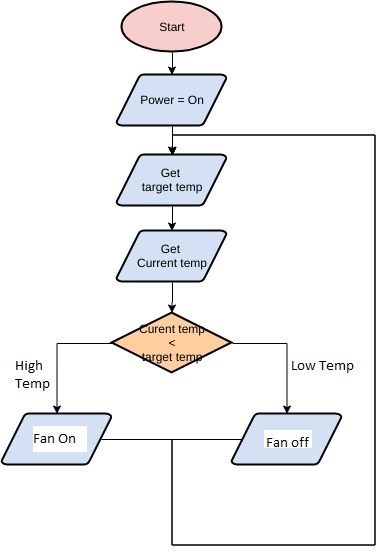 Start
Power = On
Get
target temp
Get
Current temp
Curent temp
<
target temp
High
Temp
Low Temp
Fan On
Fan off